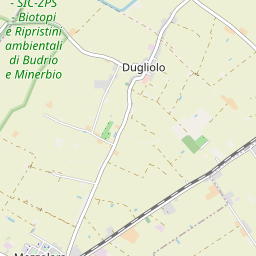 - SIC-ZPS
- Biotopi
e Ripristini
ambientali
di Budrio
e Minerbio
Dugliolo